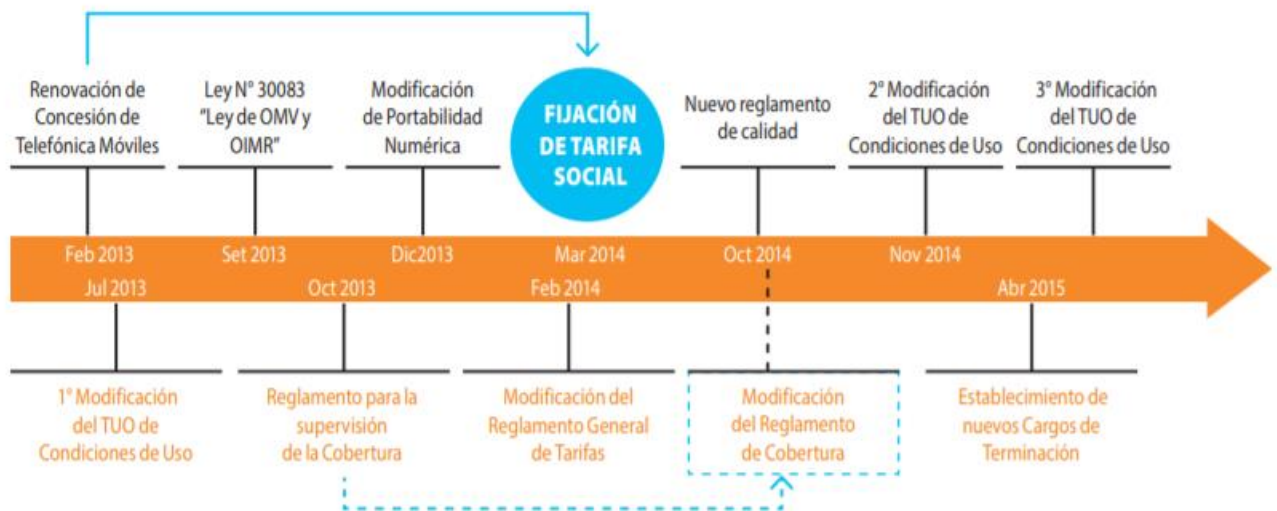 Renovación de
Concesión de
Telefónica Móviles
Ley N° 30083
“Ley de OMV y
OIMR”
Modificación
de Portabilidad
Numérica
FIJACIÓN
DE TARIFA
SOCIAL
Nuevo reglamento
de calidad
2° Modificación
del TUO de
Condiciones de Uso
3° Modificación
del TUO de
Condiciones de Uso
Feb 2013
Set 2013
Dic2013
Mar 2014
Oct 2014
Nov 2014
Jul 2013
Oct 2013
Feb 2014
Abr 2015
1° Modificación
del TUO de
Condiciones de Uso
Reglamento para la
supervisión
de la Cobertura
Modificación del
Reglamento General
de Tarifas
Modificación
del Reglamento
de Cobertura
Establecimiento de
nuevos Cargos de
Terminación